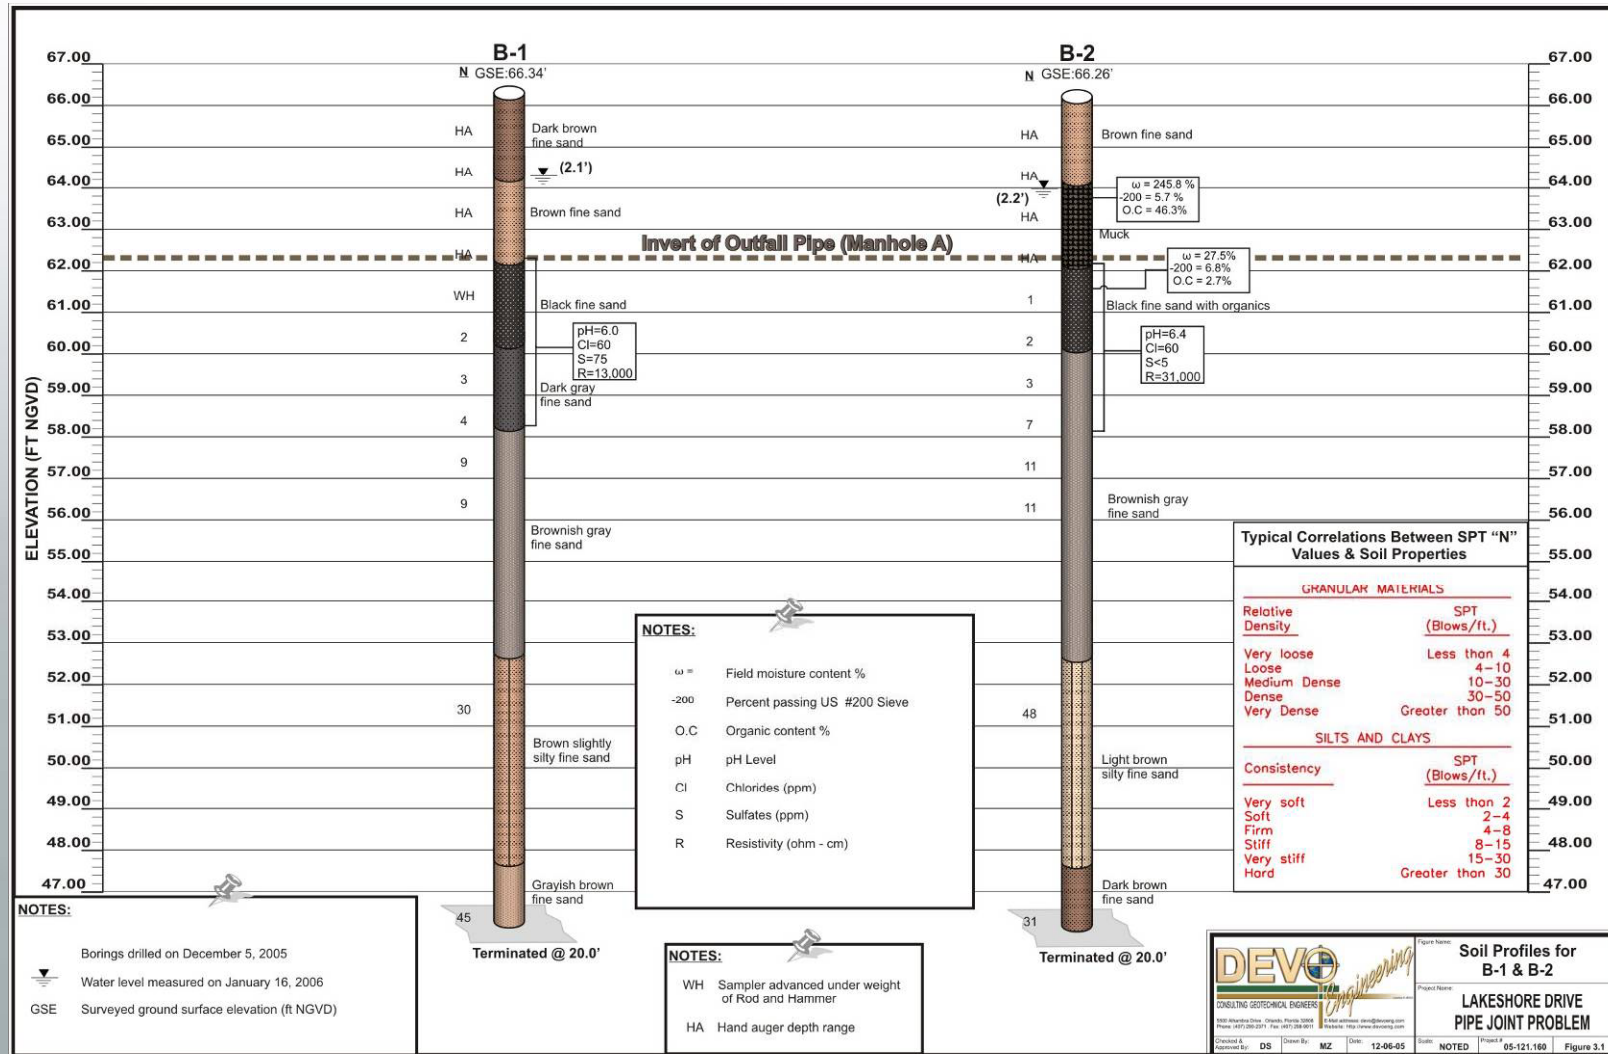 B-1
N GSE:66.34'
B-2
N GSE:66.26'
67.00
66.00
65.00
64.00
63.00
62.00
61.00
60.00
59.00
58.00
57.00
56.00
55.00
54.00
53.00
52.00
51.00
50.00
49.00
48.00
47.00
ELEVATION (FT NGVD)
HA
HA
HA
HA
WH
2
3
4
9
9
30
45
Dark brown
fine sand
(2.1')
Brown fine sand
Black fine sand
pH=6.0
Cl=60
S=75
R=13,000
Dark gray
fine sand
Brownish gray
fine sand
Brown slightly
silty fine sand
Grayish brown
fine sand
Terminated @ 20.0'
Invert of Outfall Pipe (Manhole A)
HA
HA
(2.2')
HA
HA
1
2
3
7
11
11
48
31
Brown fine sand
ω = 245.8 %
-200 = 5.7 %
O.C = 46.3%
Muck
ω = 27.5%
-200 = 6.8%
O.C = 2.7%
Black fine sand with organics
pH=6.4
Cl=60
S<5
R=31,000
Brownish gray
fine sand
Light brown
silty fine sand
Dark brown
fine sand
Terminated @ 20.0'
67.00
66.00
65.00
64.00
63.00
62.00
61.00
60.00
59.00
58.00
57.00
56.00
55.00
54.00
53.00
52.00
51.00
50.00
49.00
48.00
47.00
Typical Correlations Between SPT “N”
Values & Soil Properties
GRANULAR MATERIALS
Relative SPT
Density (Blows/ft.)
Very loose Less than 4
Loose 4-10
Medium Dense 10-30
Dense 30-50
Very Dense Greater than 50
SILTS AND CLAYS
SPT
Consistency (Blows/ft.)
Very soft Less than 2
Soft 2-4
Firm 4-8
Stiff 8-15
Very stiff 15-30
Hard Greater than 30
NOTES:
ω = Field moisture content %
-200 Percent passing US #200 Sieve
O.C Organic content %
pH pH Level
Cl Chlorides (ppm)
S Sulfates (ppm)
R Resistivity (ohm - cm)
NOTES:
Borings drilled on December 5, 2005
Water level measured on January 16, 2006
GSE Surveyed ground surface elevation (ft NGVD)
NOTES:
WH Sampler advanced under weight
of Rod and Hammer
HA Hand auger depth range
DEVO
Engineering
CONSULTING GEOTECHNICAL ENGINEERS
Checked &
Approved By: DS Drawn By: MZ Date: 12-06-05
Figure Name:
Soil Profiles for
B-1 & B-2
Project Name:
LAKESHORE DRIVE
PIPE JOINT PROBLEM
Scale: NOTED Project # 05-121.160 Figure 3.1